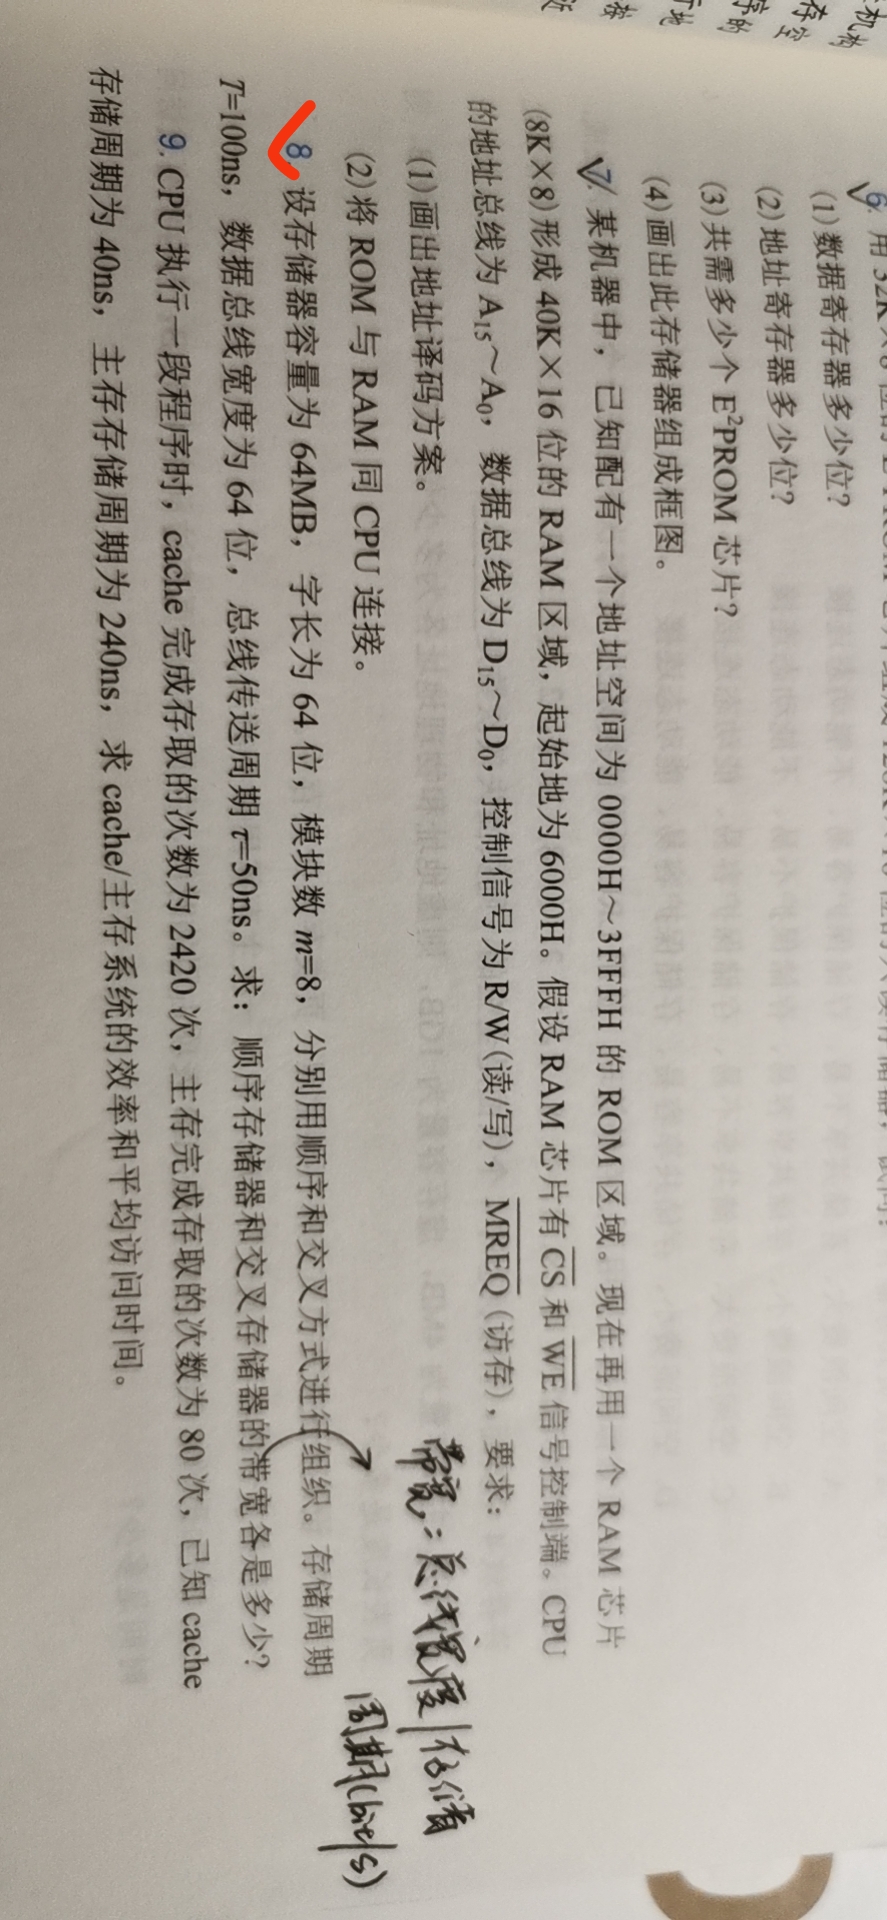 机构
存空
序的
行地
按
近
6. 用 32K×8 位的 E²PROM 芯片组成 128K×16 位的只读存储器，试问：
(1)数据寄存器多少位？
(2)地址寄存器多少位？
(3)共需多少个 E²PROM 芯片？
(4)画出此存储器组成框图。
7. 某机器中，已知配有一个地址空间为 0000H～3FFFH 的 ROM 区域。现在再用一个 RAM 芯片
(8K×8)形成 40K×16 位的 RAM 区域，起始地为 6000H。假设 RAM 芯片有 C̅S̅ 和 W̅E̅ 信号控制端。CPU
的地址总线为 A₁₅～A₀，数据总线为 D₁₅～D₀，控制信号为 R/W(读/写)，M̅R̅E̅Q̅ (访存)，要求：
(1)画出地址译码方案。
(2)将 ROM 与 RAM 同 CPU 连接。
带宽：总线宽度/存储
周期(bit/s)
8. 设存储器容量为 64MB，字长为 64 位，模块数 m=8，分别用顺序和交叉方式进行组织。存储周期
T=100ns，数据总线宽度为 64 位，总线传送周期 τ=50ns。求：顺序存储器和交叉存储器的带宽各是多少？
9. CPU 执行一段程序时，cache 完成存取的次数为 2420 次，主存完成存取的次数为 80 次，已知 cache
存储周期为 40ns，主存存储周期为 240ns，求 cache/主存系统的效率和平均访问时间。